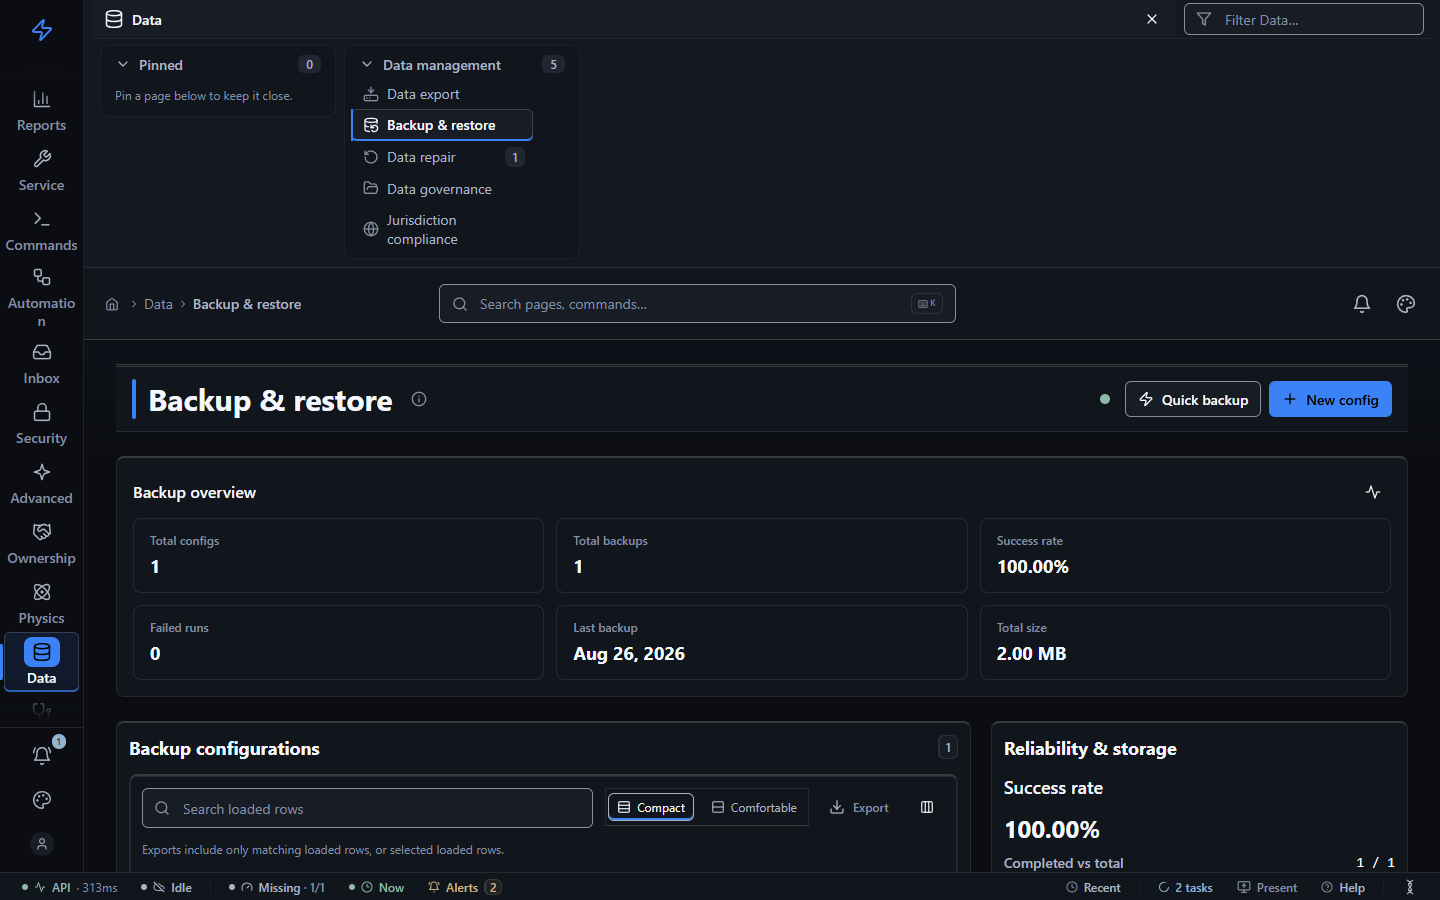 Data
Filter Data...
Pinned
0
Pin a page below to keep it close.
Data management
5
Data export
Backup & restore
Data repair
1
Data governance
Jurisdiction
compliance
Reports
Service
Commands
Automatio
n
Inbox
Security
Advanced
Ownership
Physics
Data
1
Data
Backup & restore
Search pages, commands...
K
Backup & restore
Quick backup
New config
Backup overview
Total configs
1
Total backups
1
Success rate
100.00%
Failed runs
0
Last backup
Aug 26, 2026
Total size
2.00 MB
Backup configurations
1
Search loaded rows
Compact
Comfortable
Export
Exports include only matching loaded rows, or selected loaded rows.
Reliability & storage
Success rate
100.00%
Completed vs total
1 / 1
API · 313ms
Idle
Missing · 1/1
Now
Alerts 2
Recent
2 tasks
Present
Help